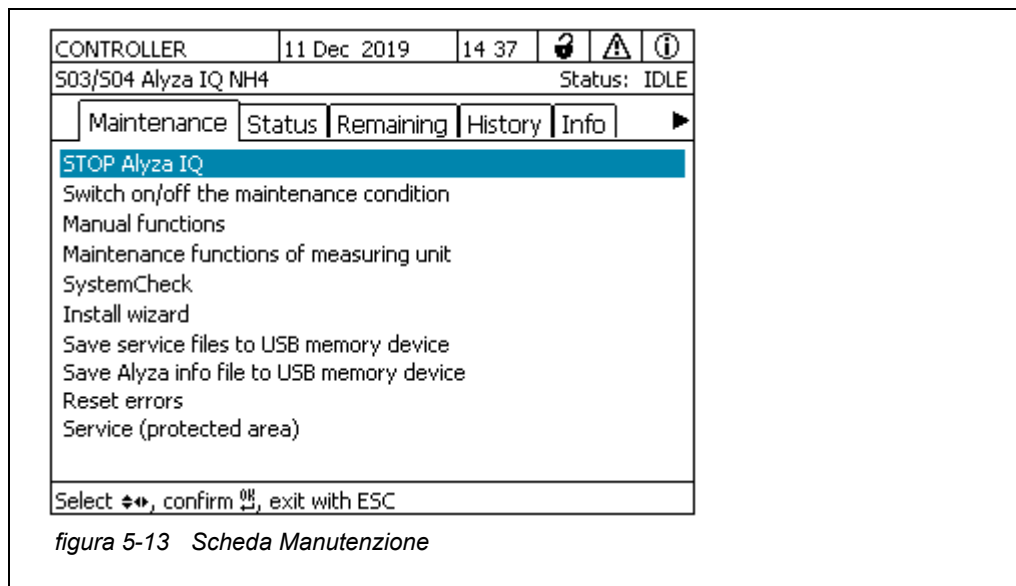 CONTROLLER 11 Dec 2019 14 37
S03/S04 Alyza IQ NH4 Status: IDLE
Maintenance Status Remaining History Info
STOP Alyza IQ
Switch on/off the maintenance condition
Manual functions
Maintenance functions of measuring unit
SystemCheck
Install wizard
Save service files to USB memory device
Save Alyza info file to USB memory device
Reset errors
Service (protected area)
Select , confirm OK, exit with ESC
figura 5-13 Scheda Manutenzione